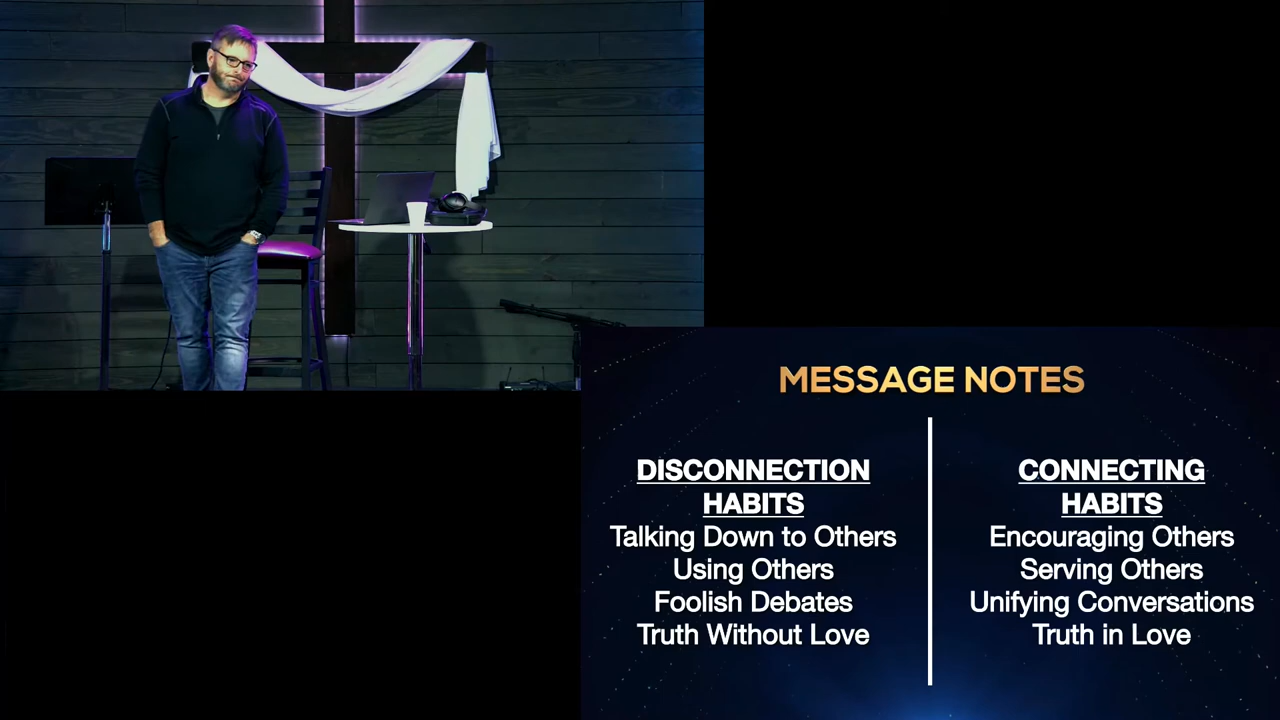 MESSAGE NOTES
DISCONNECTION
HABITS
Talking Down to Others
Using Others
Foolish Debates
Truth Without Love
CONNECTING
HABITS
Encouraging Others
Serving Others
Unifying Conversations
Truth in Love